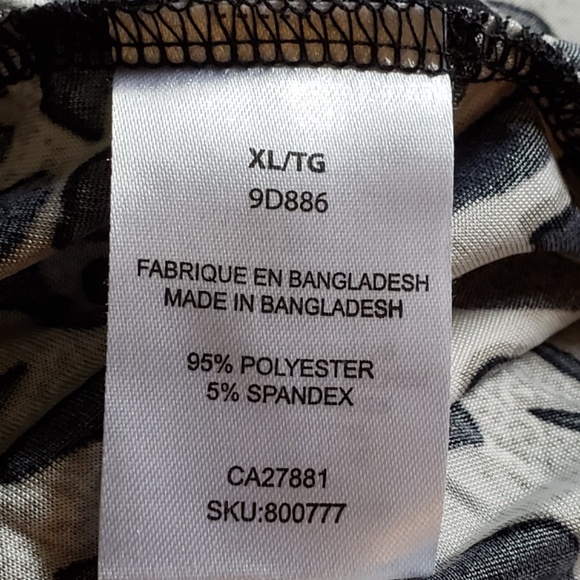 XL/TG
9D886
FABRIQUE EN BANGLADESH
MADE IN BANGLADESH
95% POLYESTER
5% SPANDEX
CA27881
SKU:800777